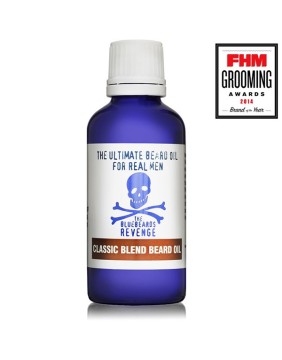 FHM
GROOMING
AWARDS
2014
Brand of the Year
THE ULTIMATE BEARD OIL
FOR REAL MEN
THE
BLUEBEARDS
REVENGE
CLASSIC BLEND BEARD OIL